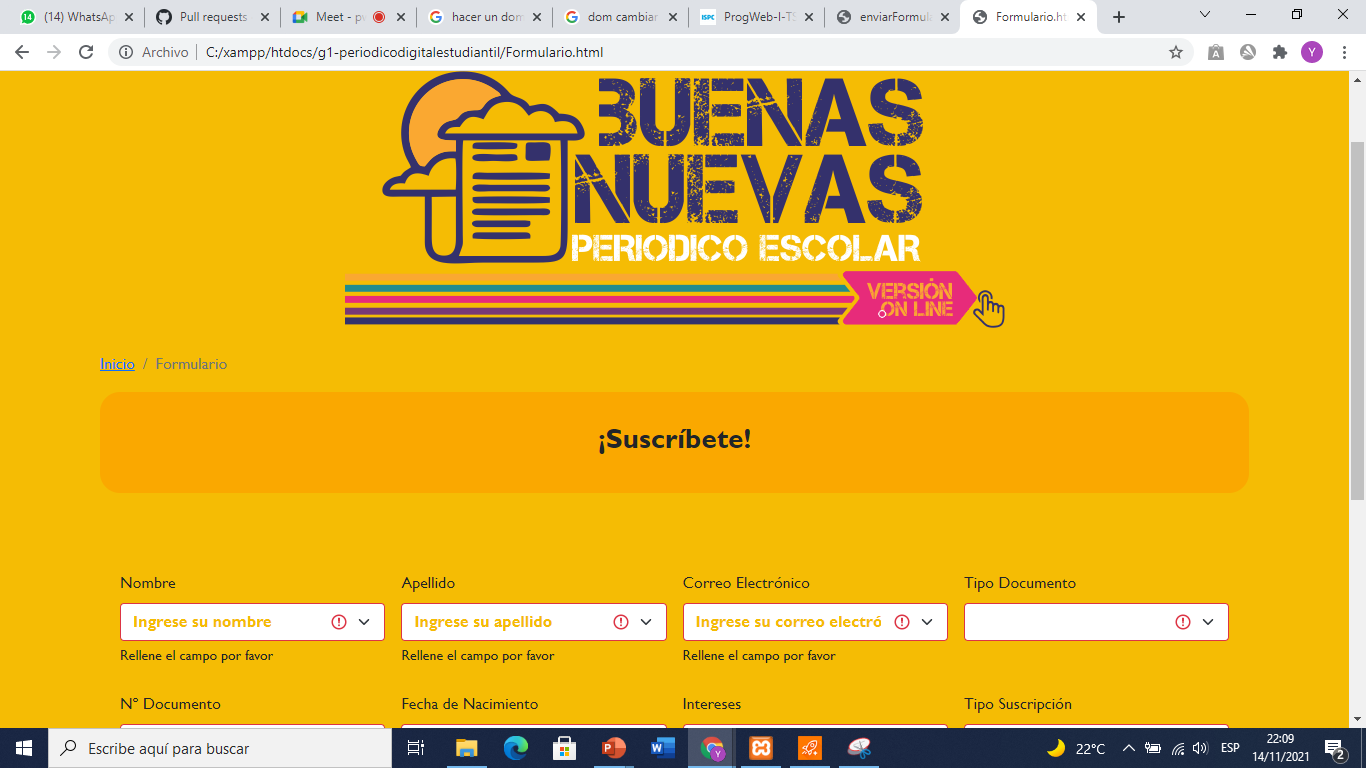 (14) WhatsAp
Pull requests
Meet - pu
hacer un dom
dom cambiar
ProgWeb-I-TS
enviarFormula
Formulario.ht
Archivo
C:/xampp/htdocs/g1-periodicodigitalestudiantil/Formulario.html
Y
BUENAS
NUEVAS
PERIODICO ESCOLAR
VERSIÓN
ON LINE
Inicio / Formulario
¡Suscríbete!
Nombre
Apellido
Correo Electrónico
Tipo Documento
Ingrese su nombre
Ingrese su apellido
Ingrese su correo electró
Rellene el campo por favor
Rellene el campo por favor
Rellene el campo por favor
Nº Documento
Fecha de Nacimiento
Intereses
Tipo Suscripción
Escribe aquí para buscar
22°C
ESP
22:09
14/11/2021
2